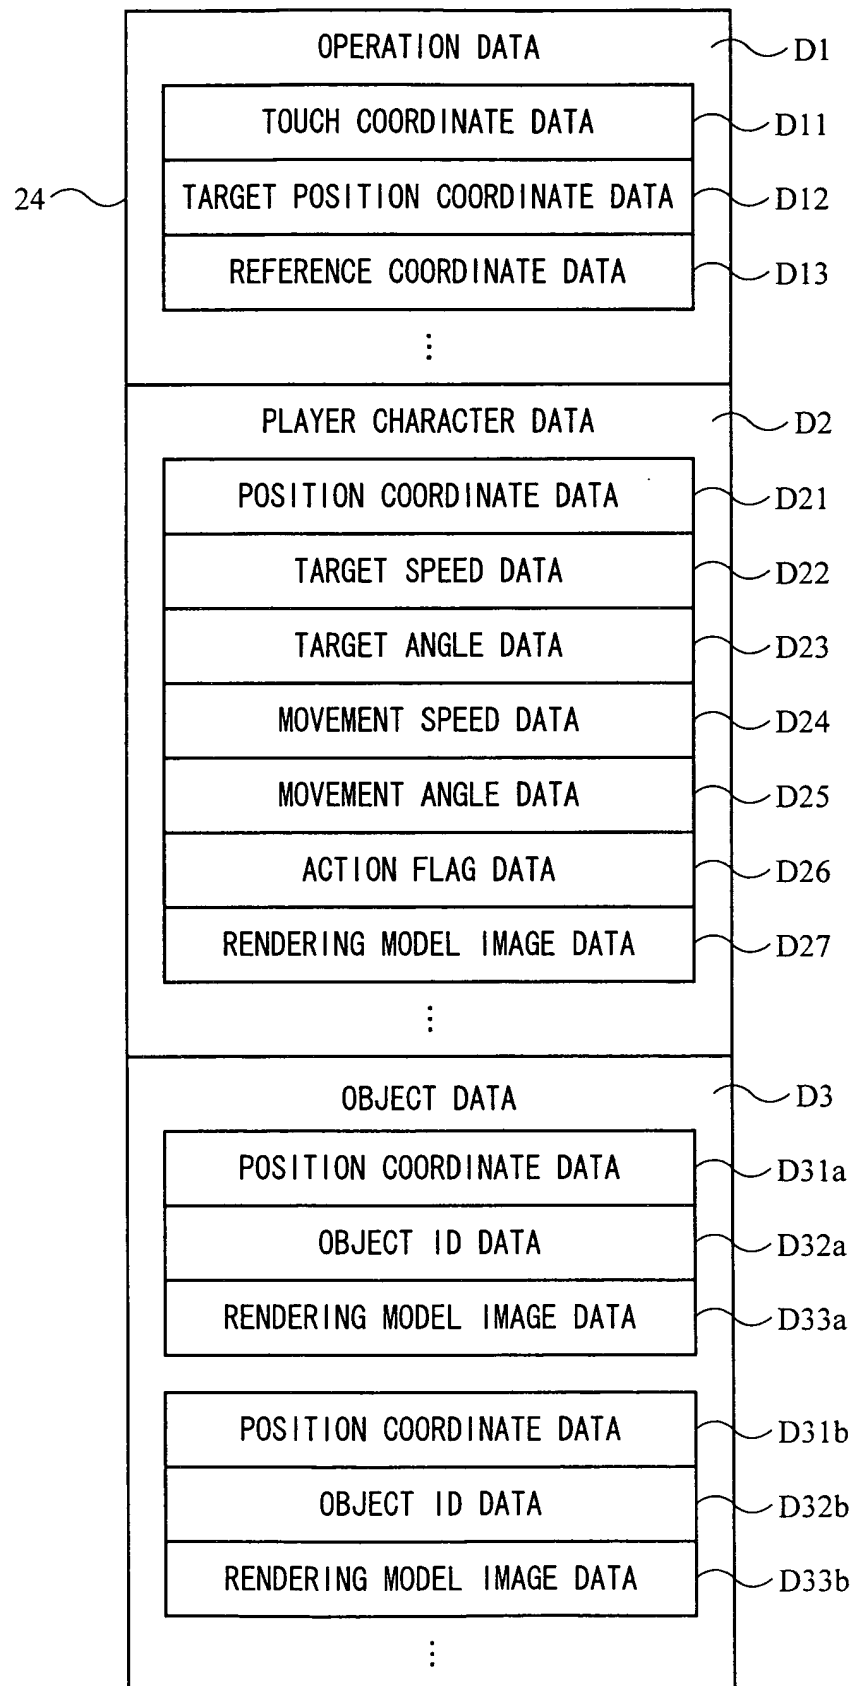 OPERATION DATA D1
TOUCH COORDINATE DATA D11
24 TARGET POSITION COORDINATE DATA D12
REFERENCE COORDINATE DATA D13
⋮
PLAYER CHARACTER DATA D2
POSITION COORDINATE DATA D21
TARGET SPEED DATA D22
TARGET ANGLE DATA D23
MOVEMENT SPEED DATA D24
MOVEMENT ANGLE DATA D25
ACTION FLAG DATA D26
RENDERING MODEL IMAGE DATA D27
⋮
OBJECT DATA D3
POSITION COORDINATE DATA D31a
OBJECT ID DATA D32a
RENDERING MODEL IMAGE DATA D33a
POSITION COORDINATE DATA D31b
OBJECT ID DATA D32b
RENDERING MODEL IMAGE DATA D33b
⋮